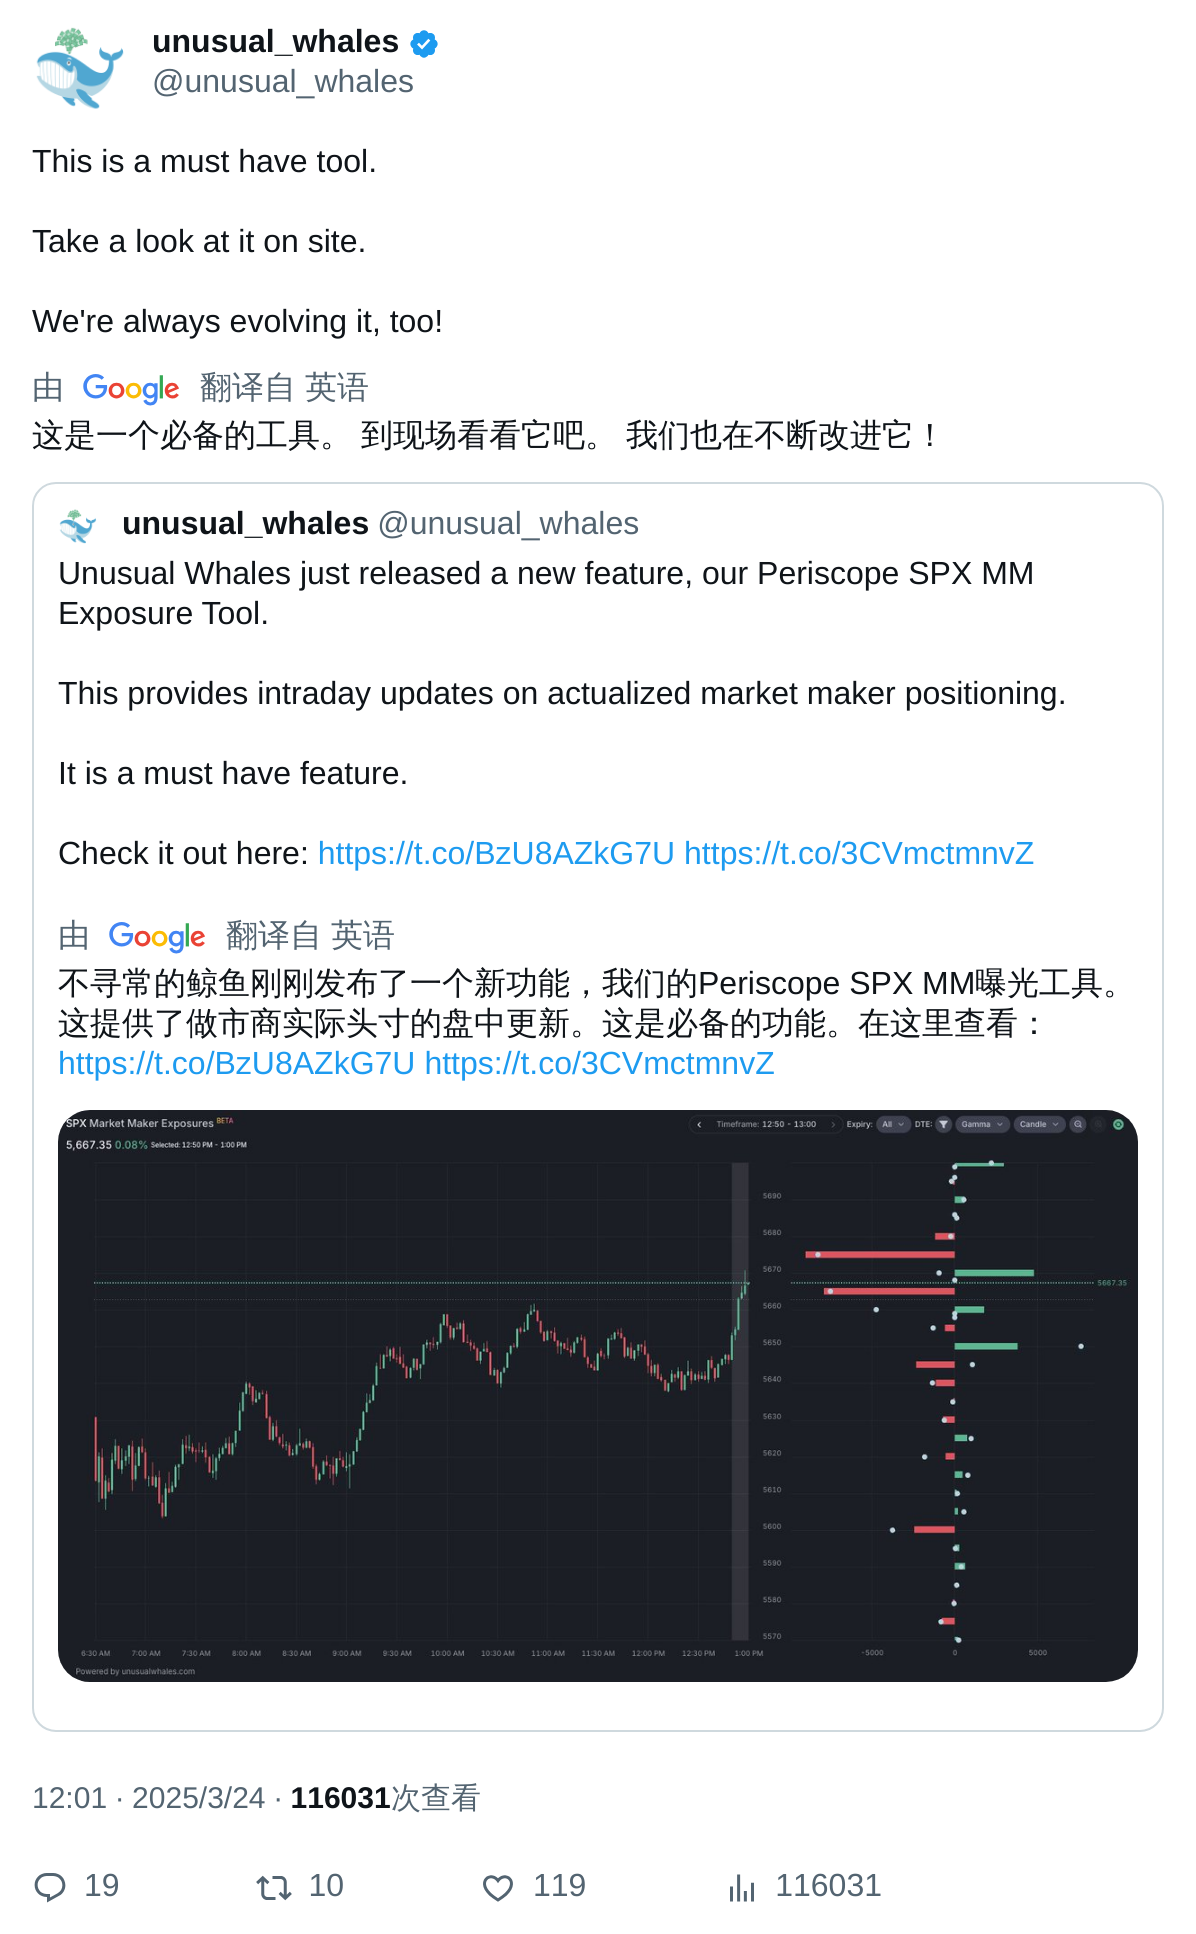 unusual_whales
@unusual_whales
This is a must have tool.
Take a look at it on site.
We're always evolving it, too!
由 Google 翻译自 英语
这是一个必备的工具。 到现场看看它吧。 我们也在不断改进它！
unusual_whales @unusual_whales
Unusual Whales just released a new feature, our Periscope SPX MM
Exposure Tool.
This provides intraday updates on actualized market maker positioning.
It is a must have feature.
Check it out here: https://t.co/BzU8AZkG7U https://t.co/3CVmctmnvZ
由 Google 翻译自 英语
不寻常的鲸鱼刚刚发布了一个新功能，我们的Periscope SPX MM曝光工具。
这提供了做市商实际头寸的盘中更新。这是必备的功能。在这里查看：
https://t.co/BzU8AZkG7U https://t.co/3CVmctmnvZ
SPX Market Maker Exposures BETA
Timeframe: 12:50 - 13:00 Expiry: All DTE: Gamma Candle
5,667.35 0.08% Selected: 12:50 PM - 1:00 PM
5690
5680
5670
5667.35
5660
5650
5640
5630
5620
5610
5600
5590
5580
5570
6:30 AM 7:00 AM 7:30 AM 8:00 AM 8:30 AM 9:00 AM 9:30 AM 10:00 AM 10:30 AM 11:00 AM 11:30 AM 12:00 PM 12:30 PM 1:00 PM -5000 0 5000
Powered by unusualwhales.com
12:01 · 2025/3/24 · 116031次查看
19 10 119 116031